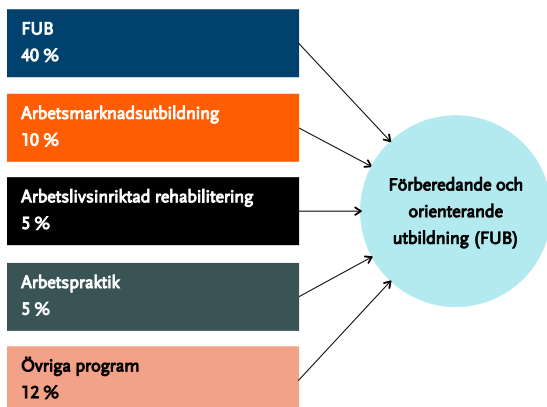 FUB
40 %
Arbetsmarknadsutbildning
10 %
Arbetslivsinriktad rehabilitering
5 %
Arbetspraktik
5 %
Övriga program
12 %
Förberedande och
orienterande
utbildning (FUB)